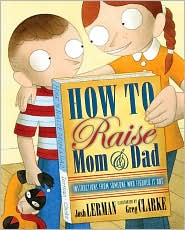 HOW TO
Raise
Mom & Dad
INSTRUCTIONS FROM SOMEONE WHO FIGURED IT OUT
Josh LERMAN ILLUSTRATED BY Greg CLARKE